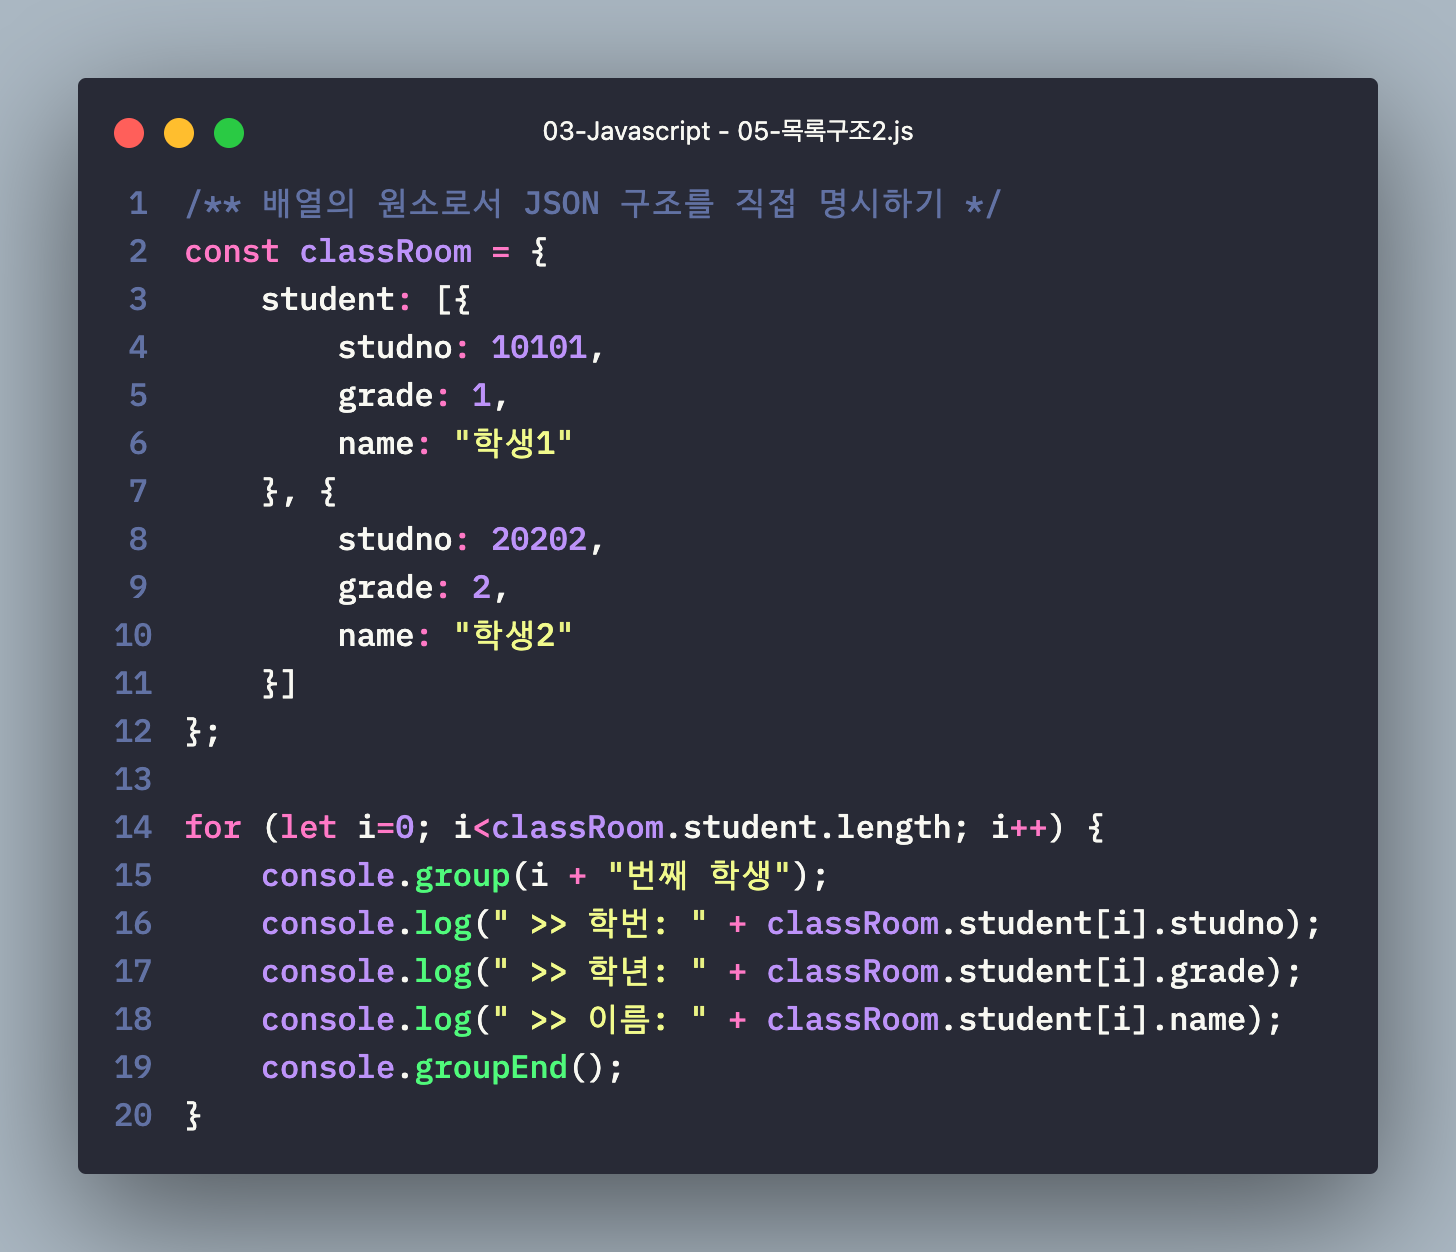 03-Javascript - 05-목록구조2.js
1 /** 배열의 원소로서 JSON 구조를 직접 명시하기 */
2 const classRoom = {
3     student: [{
4         studno: 10101,
5         grade: 1,
6         name: "학생1"
7     }, {
8         studno: 20202,
9         grade: 2,
10         name: "학생2"
11     }]
12 };
13
14 for (let i=0; i<classRoom.student.length; i++) {
15     console.group(i + "번째 학생");
16     console.log(" >> 학번: " + classRoom.student[i].studno);
17     console.log(" >> 학년: " + classRoom.student[i].grade);
18     console.log(" >> 이름: " + classRoom.student[i].name);
19     console.groupEnd();
20 }